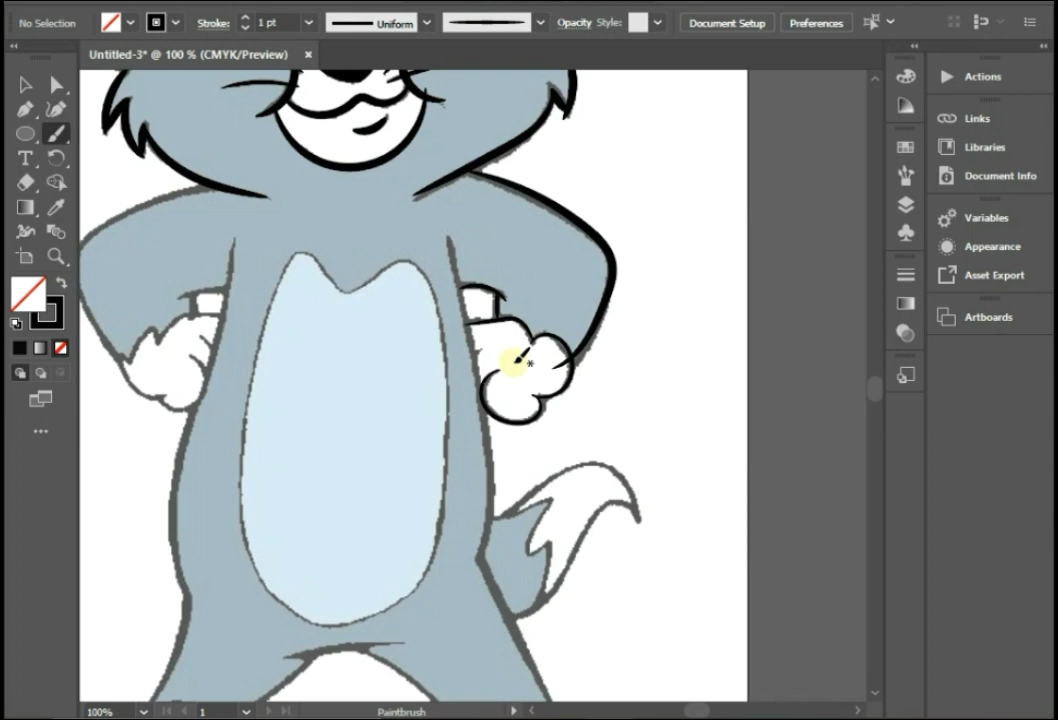 No Selection Stroke: 1 pt Uniform Opacity Style: Document Setup Preferences
Untitled-3* @ 100 % (CMYK/Preview) ×
Actions
Links
Libraries
Document Info
Variables
Appearance
Asset Export
Artboards
100% 1 Paintbrush